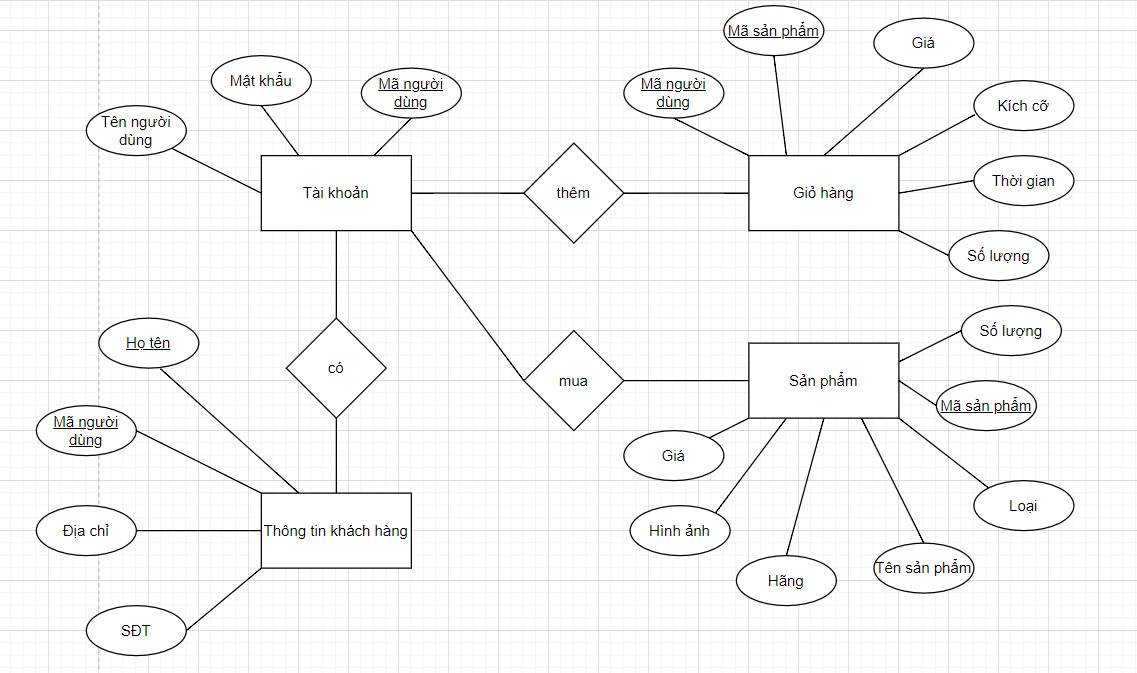 Mã sản phẩm
Giá
Mật khẩu
Mã người
dùng
Mã người
dùng
Kích cỡ
Tên người
dùng
Tài khoản
thêm
Giỏ hàng
Thời gian
Số lượng
Số lượng
Họ tên
có
mua
Sản phẩm
Mã sản phẩm
Mã người
dùng
Giá
Loại
Địa chỉ
Thông tin khách hàng
Hình ảnh
Hãng
Tên sản phẩm
SĐT